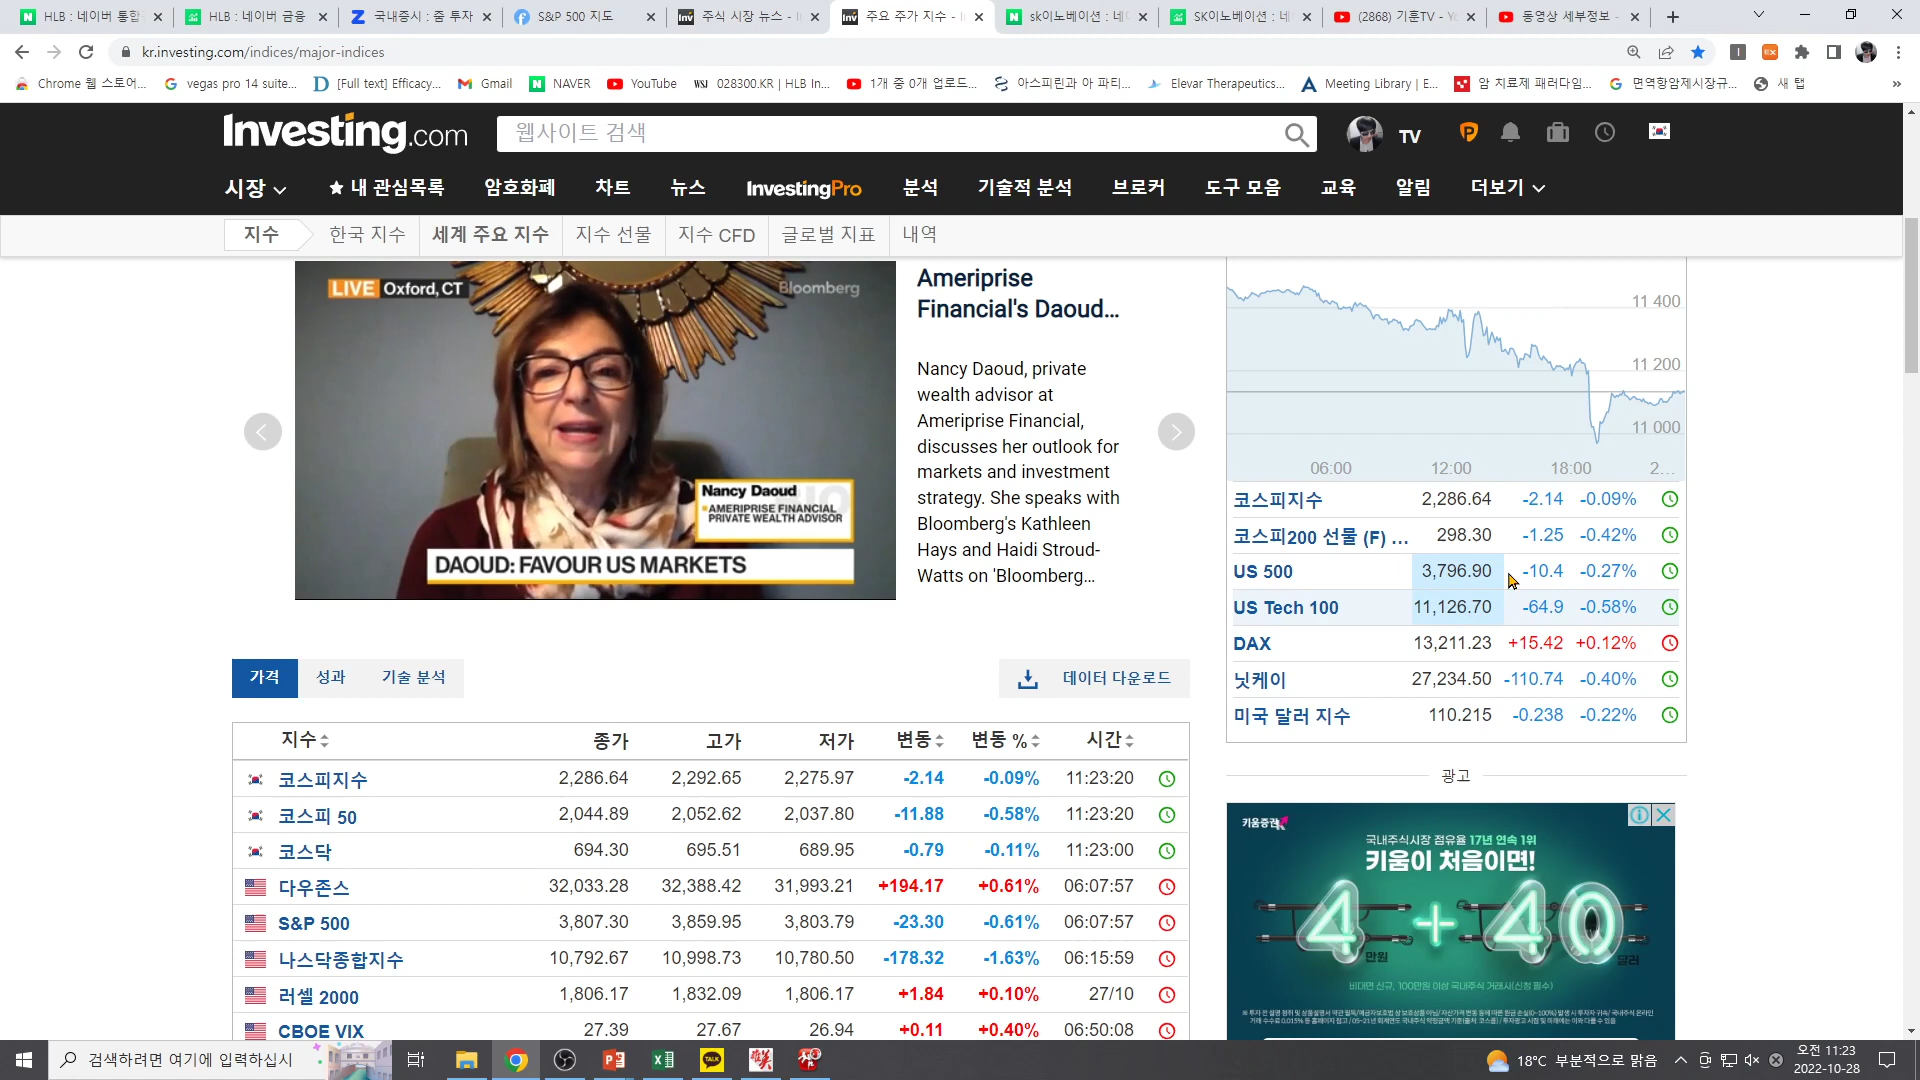 HLB : 네이버 통합
HLB : 네이버 금융
국내증시 : 줌 투자
S&P 500 지도
주식 시장 뉴스 - I
주요 주가 지수 - I
sk이노베이션 : 네
SK이노베이션 : 네
(2868) 기훈TV - Y
동영상 세부정보 -
kr.investing.com/indices/major-indices
Chrome 웹 스토어...
vegas pro 14 suite...
[Full text] Efficacy...
Gmail
NAVER
YouTube
028300.KR | HLB In...
1개 중 0개 업로드...
아스피린과 아 파티...
Elevar Therapeutics...
Meeting Library | E...
암 치료제 패러다임...
면역항암제시장규...
새 탭
»
Investing.com
웹사이트 검색
TV
시장
★ 내 관심목록
암호화폐
차트
뉴스
InvestingPro
분석
기술적 분석
브로커
도구 모음
교육
알림
더보기
지수
한국 지수
세계 주요 지수
지수 선물
지수 CFD
글로벌 지표
내역
LIVE Oxford, CT
Bloomberg
Nancy Daoud
AMERIPRISE FINANCIAL
PRIVATE WEALTH ADVISOR
DAOUD: FAVOUR US MARKETS
Ameriprise
Financial's Daoud...
Nancy Daoud, private
wealth advisor at
Ameriprise Financial,
discusses her outlook for
markets and investment
strategy. She speaks with
Bloomberg's Kathleen
Hays and Haidi Stroud-
Watts on 'Bloomberg...
11 400
11 200
11 000
06:00 12:00 18:00 2...
코스피지수 2,286.64 -2.14 -0.09%
코스피200 선물 (F) ... 298.30 -1.25 -0.42%
US 500 3,796.90 -10.4 -0.27%
US Tech 100 11,126.70 -64.9 -0.58%
DAX 13,211.23 +15.42 +0.12%
닛케이 27,234.50 -110.74 -0.40%
미국 달러 지수 110.215 -0.238 -0.22%
가격
성과
기술 분석
데이터 다운로드
지수 종가 고가 저가 변동 변동 % 시간
코스피지수 2,286.64 2,292.65 2,275.97 -2.14 -0.09% 11:23:20
코스피 50 2,044.89 2,052.62 2,037.80 -11.88 -0.58% 11:23:20
코스닥 694.30 695.51 689.95 -0.79 -0.11% 11:23:00
다우존스 32,033.28 32,388.42 31,993.21 +194.17 +0.61% 06:07:57
S&P 500 3,807.30 3,859.95 3,803.79 -23.30 -0.61% 06:07:57
나스닥종합지수 10,792.67 10,998.73 10,780.50 -178.32 -1.63% 06:15:59
러셀 2000 1,806.17 1,832.09 1,806.17 +1.84 +0.10% 27/10
CBOE VIX 27.39 27.67 26.94 +0.11 +0.40% 06:50:08
광고
키움증권
국내주식시장 점유율 17년 연속 1위
키움이 처음이면!
4 + 40
만원
달러
비대면 신규, 100만원 이상 국내주식 거래시(신청 필수)
검색하려면 여기에 입력하십시
TALK
18°C 부분적으로 맑음
오전 11:23
2022-10-28